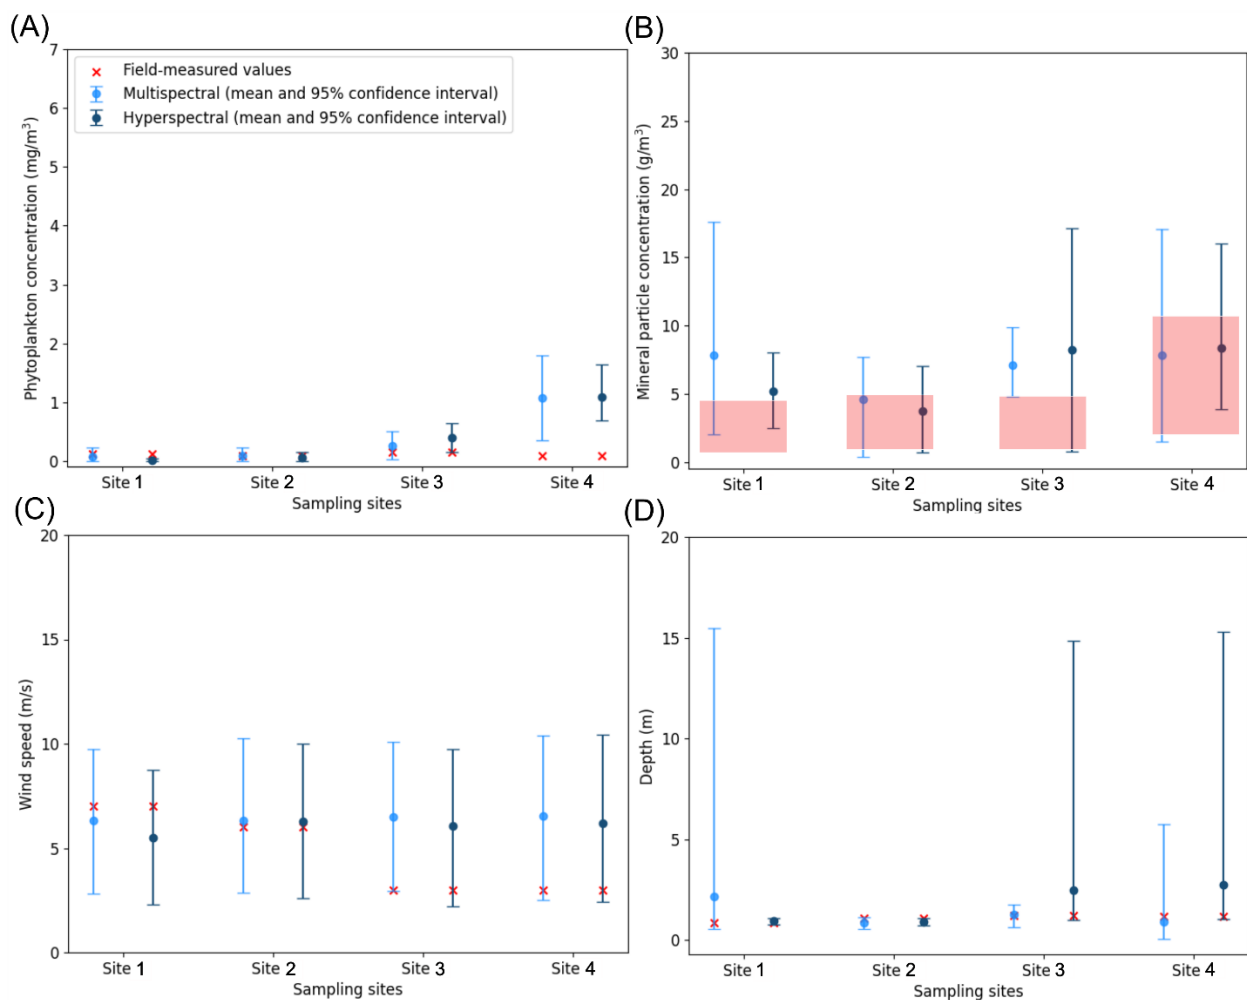 (A)
7
6
5
4
3
2
1
0
Phytoplankton concentration (mg/m³)
Field-measured values
Multispectral (mean and 95% confidence interval)
Hyperspectral (mean and 95% confidence interval)
Site 1
Site 2
Site 3
Site 4
Sampling sites
(B)
30
25
20
15
10
5
0
Mineral particle concentration (g/m³)
Site 1
Site 2
Site 3
Site 4
Sampling sites
(C)
20
15
10
5
0
Wind speed (m/s)
Site 1
Site 2
Site 3
Site 4
Sampling sites
(D)
20
15
10
5
0
Depth (m)
Site 1
Site 2
Site 3
Site 4
Sampling sites